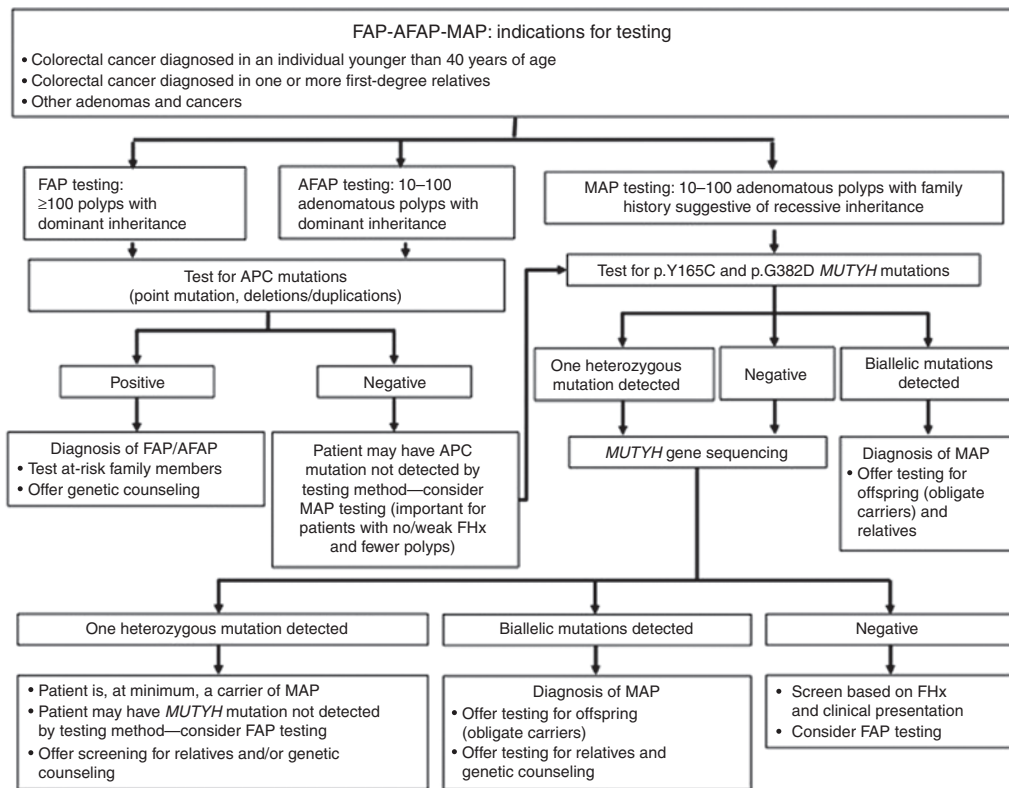 FAP-AFAP-MAP: indications for testing
• Colorectal cancer diagnosed in an individual younger than 40 years of age
• Colorectal cancer diagnosed in one or more first-degree relatives
• Other adenomas and cancers
FAP testing:
≥100 polyps with
dominant inheritance
AFAP testing: 10–100
adenomatous polyps with
dominant inheritance
MAP testing: 10–100 adenomatous polyps with family
history suggestive of recessive inheritance
Test for APC mutations
(point mutation, deletions/duplications)
Test for p.Y165C and p.G382D MUTYH mutations
Positive
Negative
One heterozygous
mutation detected
Negative
Biallelic mutations
detected
Diagnosis of FAP/AFAP
• Test at-risk family members
• Offer genetic counseling
Patient may have APC
mutation not detected by
testing method—consider
MAP testing (important for
patients with no/weak FHx
and fewer polyps)
MUTYH gene sequencing
Diagnosis of MAP
• Offer testing for
offspring (obligate
carriers) and
relatives
One heterozygous mutation detected
Biallelic mutations detected
Negative
• Patient is, at minimum, a carrier of MAP
• Patient may have MUTYH mutation not detected
by testing method—consider FAP testing
• Offer screening for relatives and/or genetic
counseling
Diagnosis of MAP
• Offer testing for offspring
(obligate carriers)
• Offer testing for relatives and
genetic counseling
• Screen based on FHx
and clinical presentation
• Consider FAP testing